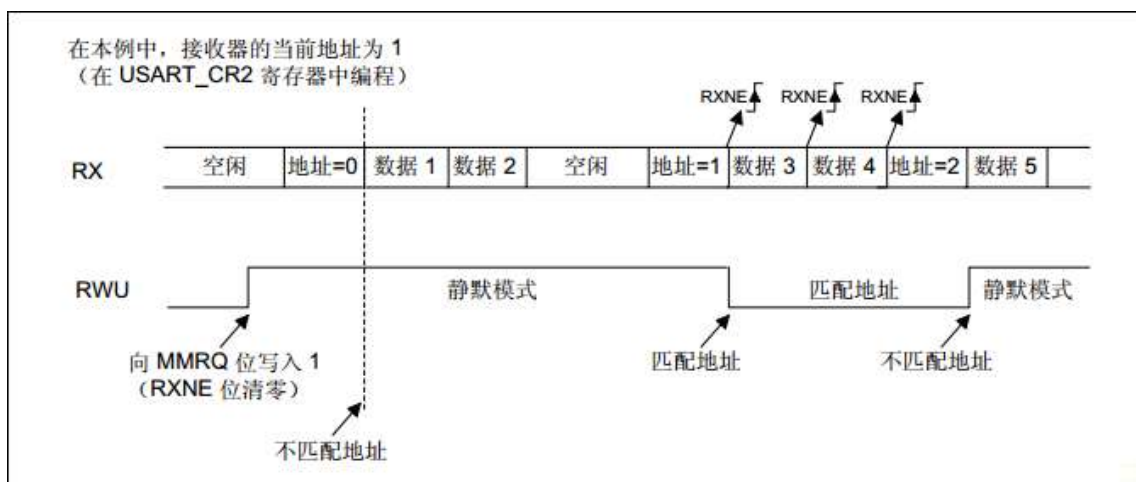 在本例中，接收器的当前地址为 1
（在 USART_CR2 寄存器中编程）
RXNE RXNE RXNE
RX 空闲 地址=0 数据 1 数据 2 空闲 地址=1 数据 3 数据 4 地址=2 数据 5
RWU 静默模式 匹配地址 静默模式
向 MMRQ 位写入 1
（RXNE 位清零）
匹配地址 不匹配地址
不匹配地址